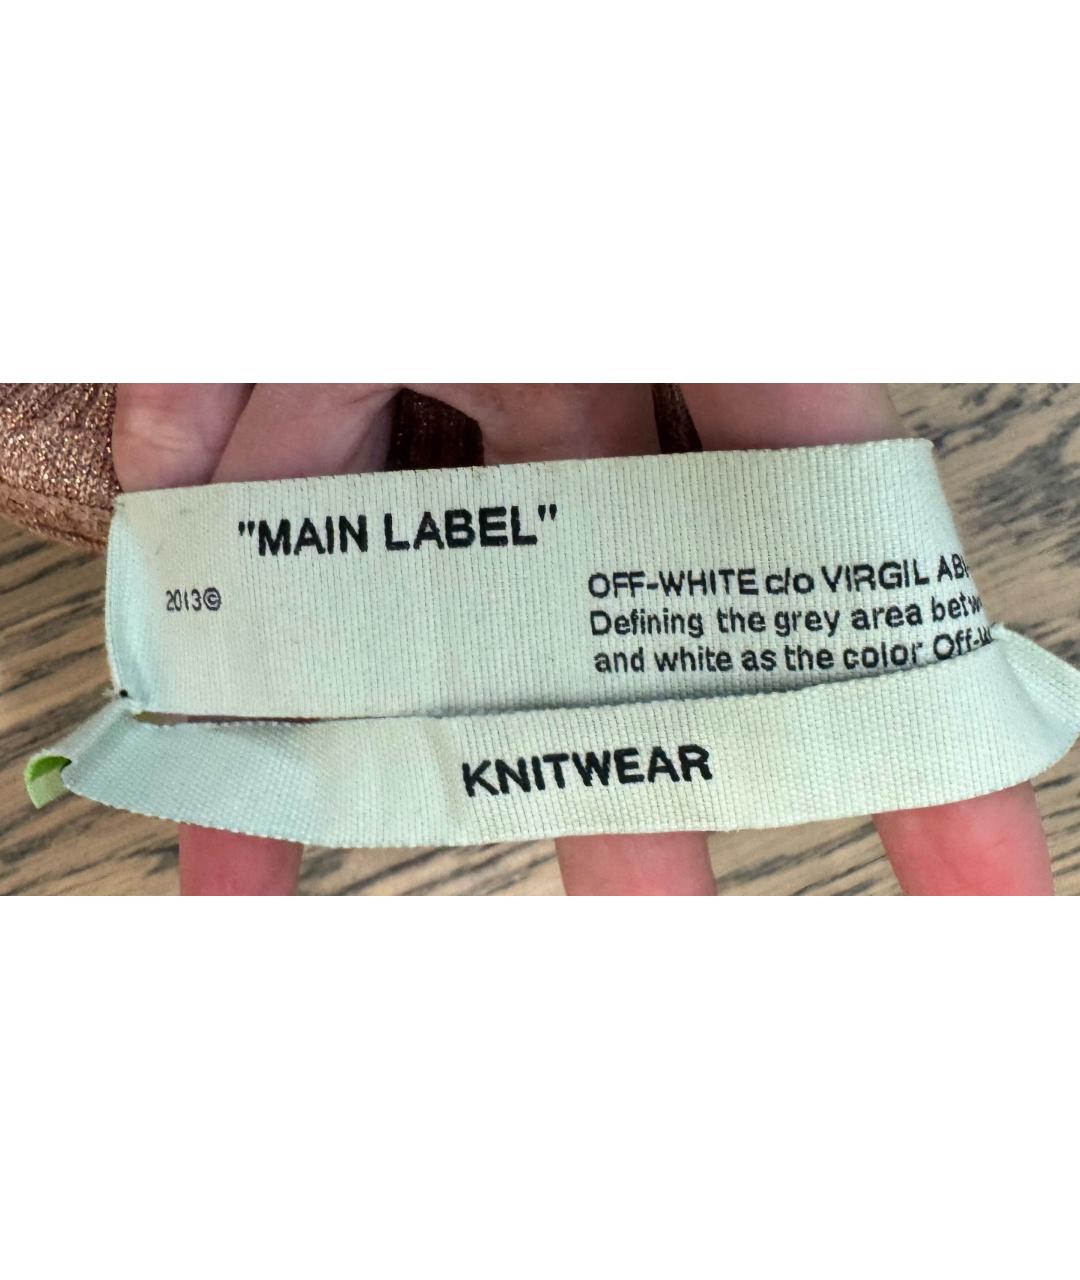 "MAIN LABEL"
2013©
OFF-WHITE c/o VIRGIL
Defining the grey area
and white as the color
KNITWEAR